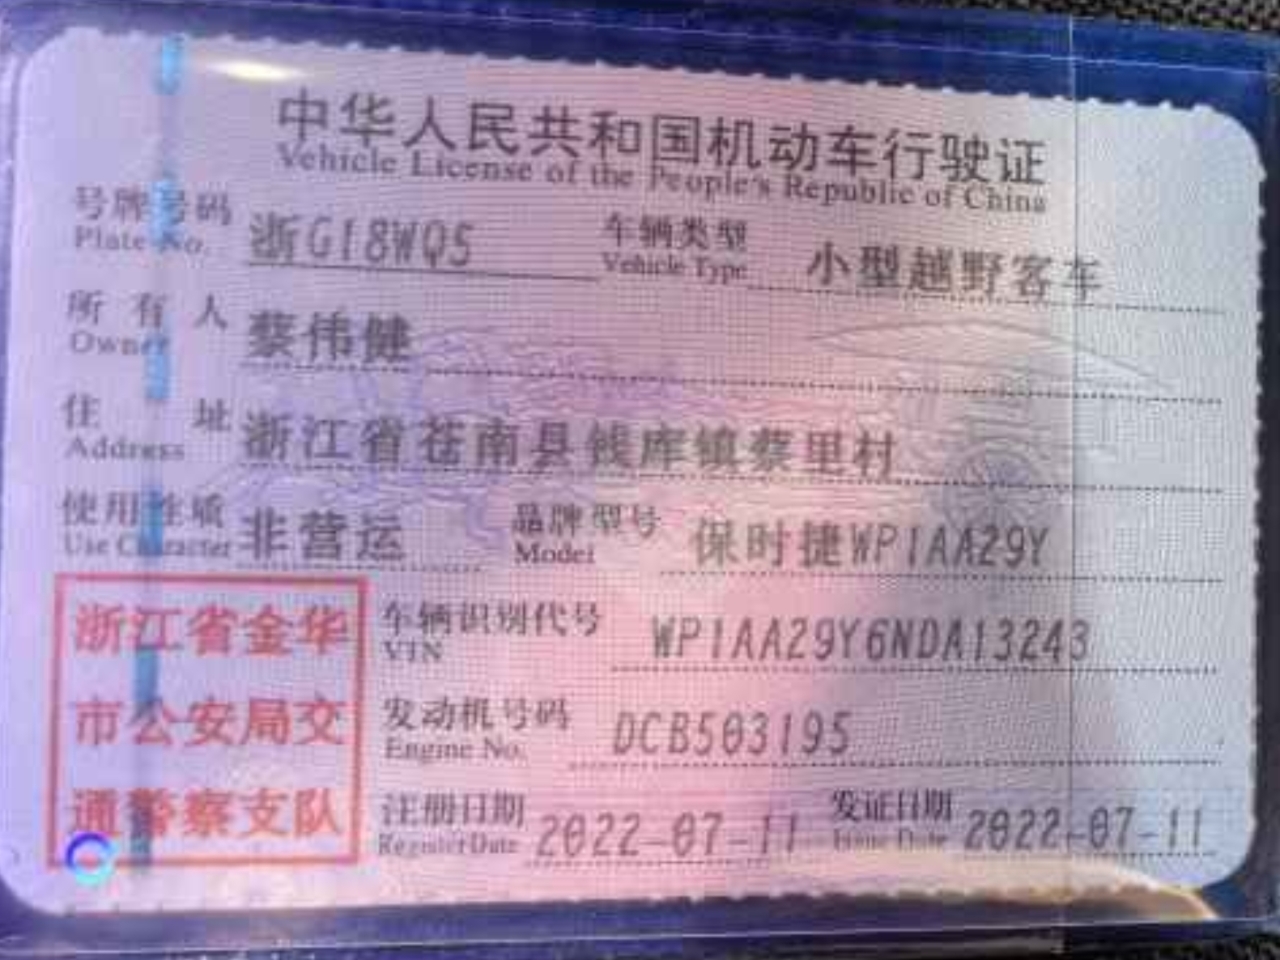 中华人民共和国机动车行驶证
Vehicle License of the People's Republic of China
号牌号码 浙G18WQ5 车辆类型 小型越野客车
Plate No. Vehicle Type
所有人 蔡伟健
Owner
住址 浙江省苍南县钱库镇蔡里村
Address
使用性质 非营运 品牌型号 保时捷WP1AA29Y
Use Character Model
浙江省金华
市公安局交
通警察支队
车辆识别代号 WP1AA29Y6NDA13243
VIN
发动机号码 DCB503195
Engine No.
注册日期 2022-07-11 发证日期 2022-07-11
Register Date Issue Date